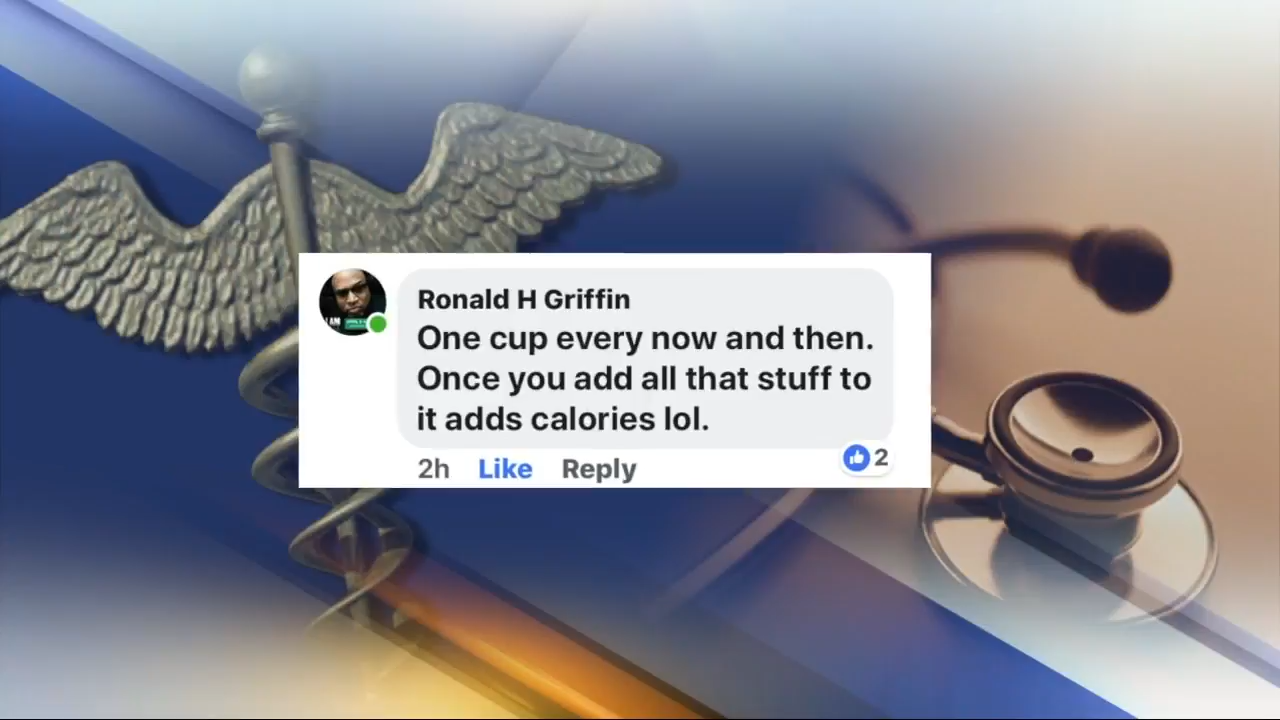 Ronald H Griffin
One cup every now and then.
Once you add all that stuff to
it adds calories lol.
2h Like Reply 2